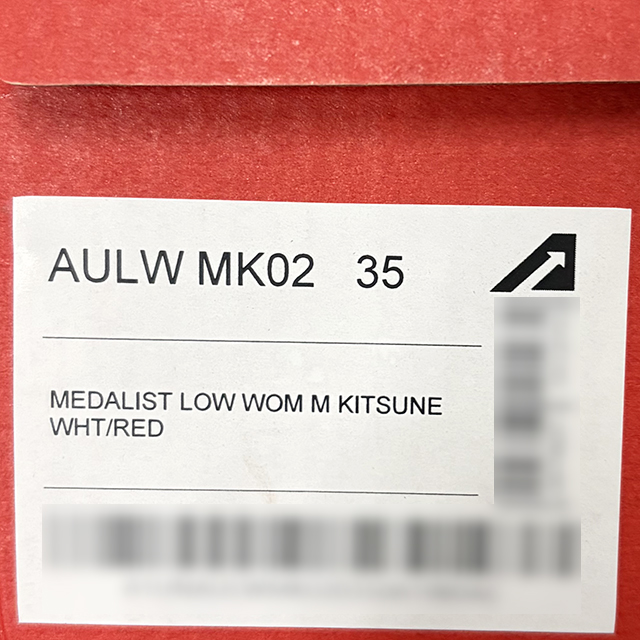 AULW MK02 35
MEDALIST LOW WOM M KITSUNE
WHT/RED